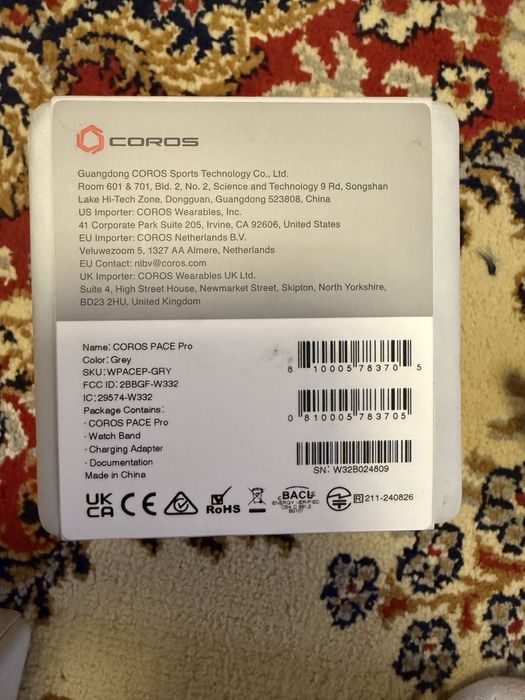 COROS
Guangdong COROS Sports Technology Co., Ltd.
Room 601 & 701, Bld. 2, No. 2, Science and Technology 9 Rd, Songshan
Lake Hi-Tech Zone, Dongguan, Guangdong 523808, China
US Importer: COROS Wearables, Inc.
41 Corporate Park Suite 205, Irvine, CA 92606, United States
EU Importer: COROS Netherlands B.V.
Veluwezoom 5, 1327 AA Almere, Netherlands
EU Contact: nlbv@coros.com
UK Importer: COROS Wearables UK Ltd.
Suite 4, High Street House, Newmarket Street, Skipton, North Yorkshire,
BD23 2HU, United Kingdom
Name: COROS PACE Pro
Color: Grey
SKU: WPACEP-GRY
FCC ID: 2BBGF-W332
IC: 29574-W332
Package Contains:
· COROS PACE Pro
· Watch Band
· Charging Adapter
· Documentation
Made in China
8 10005 78370 5
0 810005 783705
SN: W32B024809
UK
CA
CE
RoHS
BACL
ENERGY VERIFIED
R 211-240826